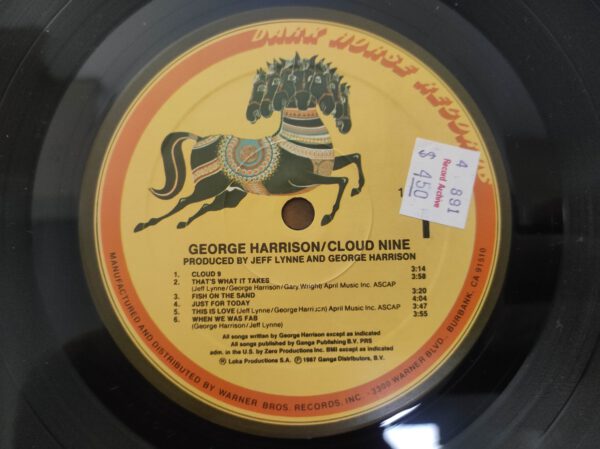 DARK HORSE RECORDS
4 891
Record Archive
$ 450
1
GEORGE HARRISON/CLOUD NINE
PRODUCED BY JEFF LYNNE AND GEORGE HARRISON
1. CLOUD 9 3:14
2. THAT'S WHAT IT TAKES 3:58
(Jeff Lynne/George Harrison/Gary Wright) April Music Inc. ASCAP
3. FISH ON THE SAND 3:20
4. JUST FOR TODAY 4:04
5. THIS IS LOVE (Jeff Lynne/George Harrison) April Music Inc. ASCAP 3:47
6. WHEN WE WAS FAB 3:55
(George Harrison/Jeff Lynne)
All songs written by George Harrison except as indicated
All songs published by Ganga Publishing B.V. PRS
adm. in the U.S. by Zero Productions Inc. BMI except as indicated
℗ Loka Productions S.A. © 1987 Ganga Distributors, B.V.
MANUFACTURED AND DISTRIBUTED BY WARNER BROS. RECORDS, INC. · 3300 WARNER BLVD. BURBANK, CA 91510